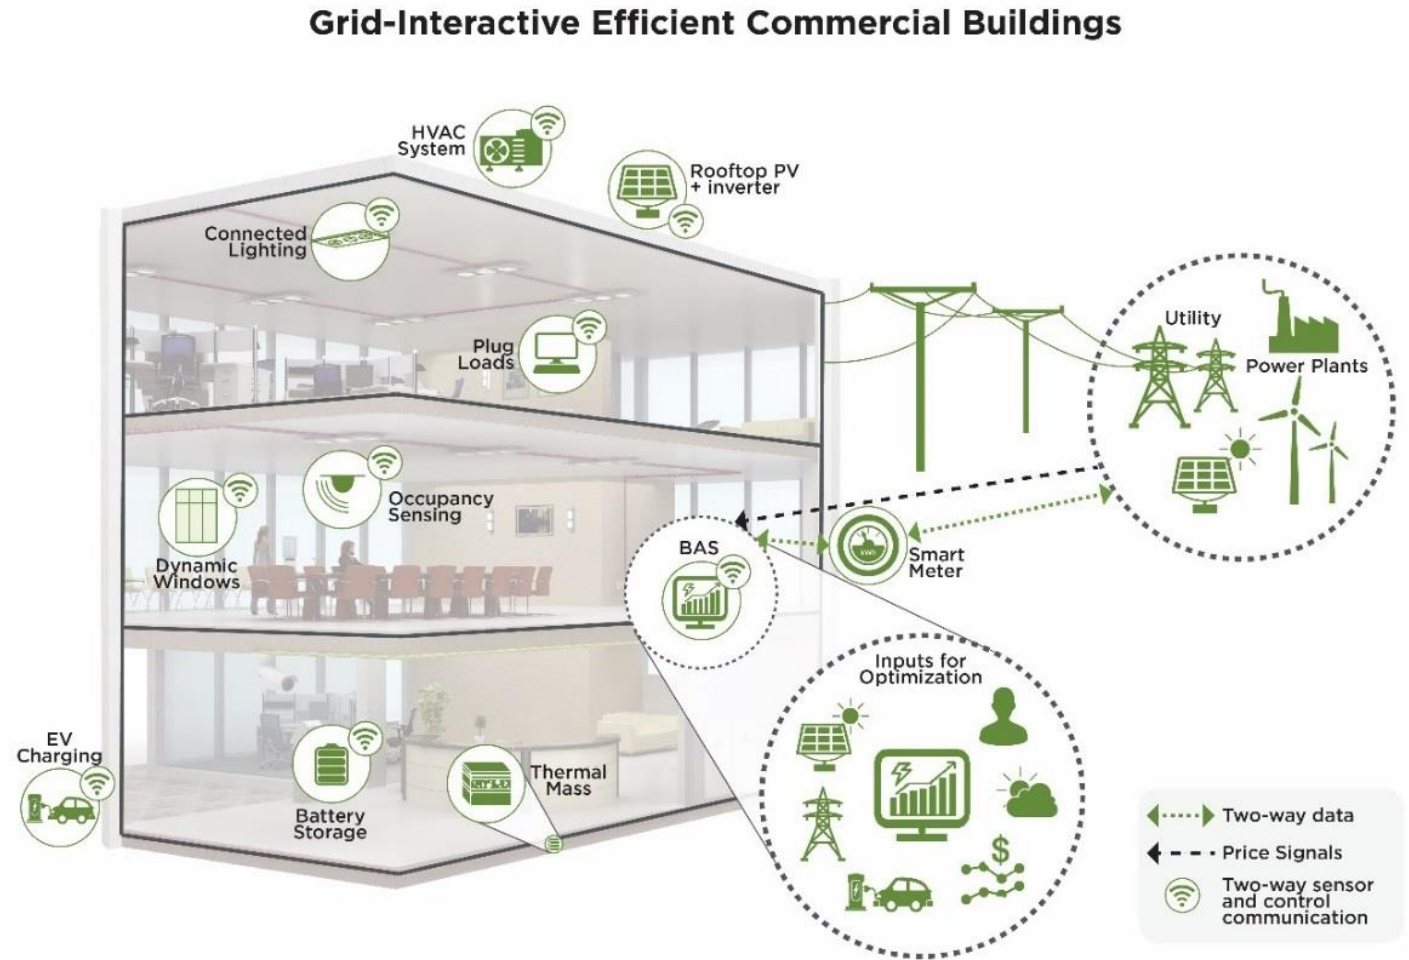 Grid-Interactive Efficient Commercial Buildings
HVAC
System
Rooftop PV
+ inverter
Connected
Lighting
Plug
Loads
Utility
Power Plants
Occupancy
Sensing
Dynamic
Windows
BAS
kWh
Smart
Meter
Inputs for
Optimization
EV
Charging
Battery
Storage
Thermal
Mass
$
Two-way data
Price Signals
Two-way sensor
and control
communication